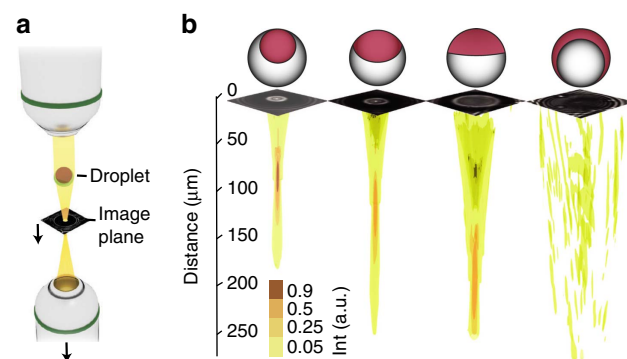 a
Droplet
Image
plane
b
Distance (μm)
0
50
100
150
200
250
0.9
0.5
0.25
0.05
Int (a.u.)